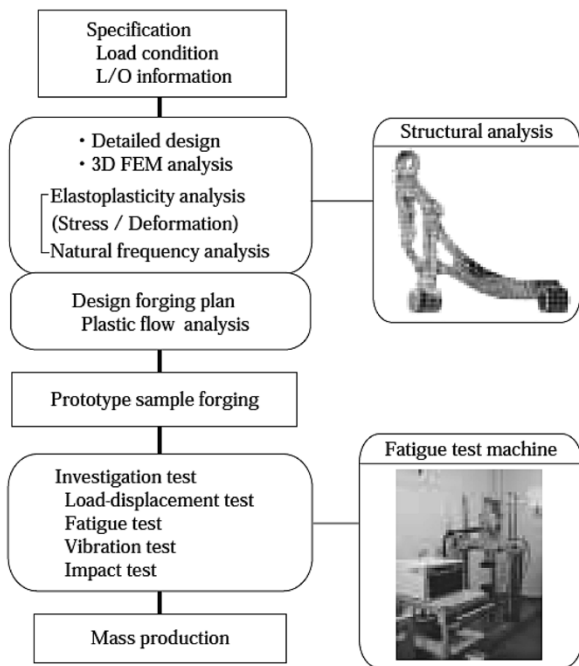 Specification
Load condition
L/O information
・Detailed design
・3D FEM analysis
Elastoplasticity analysis
(Stress / Deformation)
Natural frequency analysis
Structural analysis
Design forging plan
Plastic flow analysis
Prototype sample forging
Investigation test
Load-displacement test
Fatigue test
Vibration test
Impact test
Fatigue test machine
Mass production